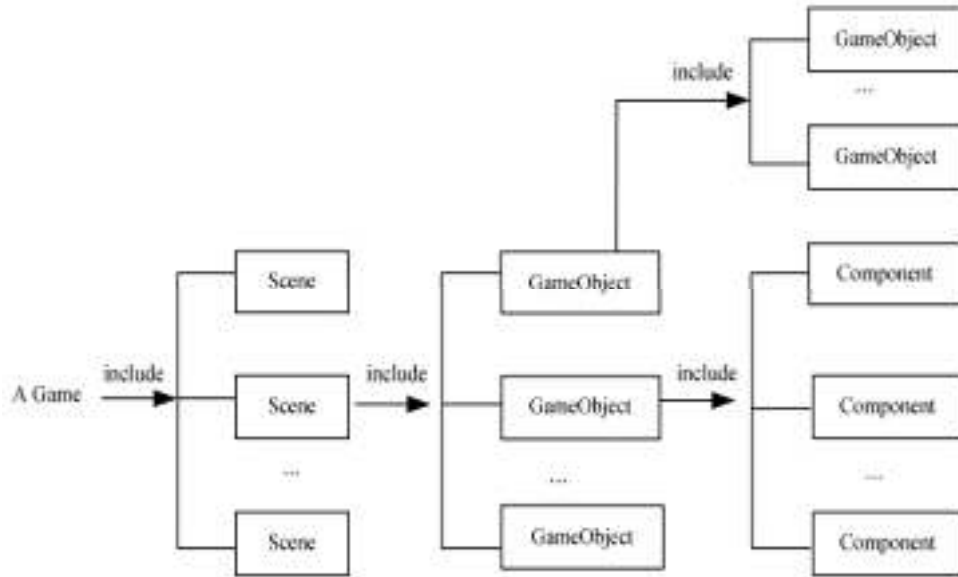 GameObject
include
...
GameObject
Scene
GameObject
Component
include
include
include
A Game
Scene
GameObject
Component
...
...
...
Scene
GameObject
Component